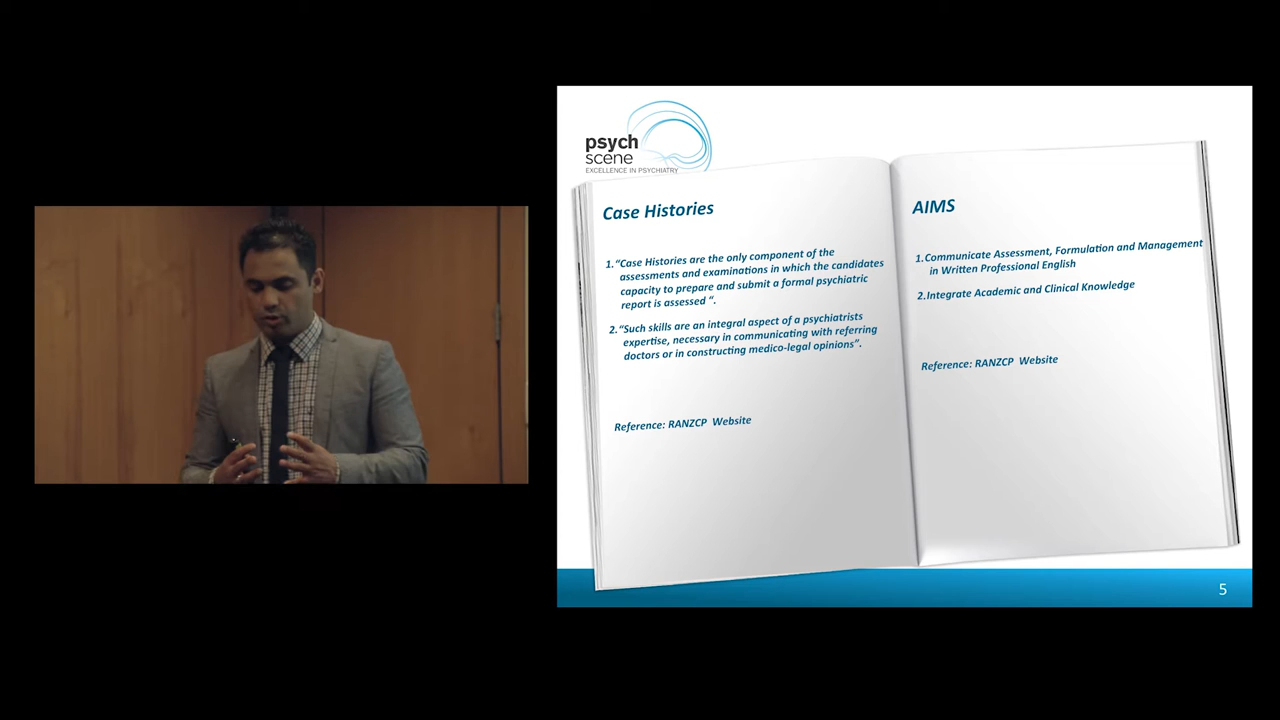 psych
scene
EXCELLENCE IN PSYCHIATRY
Case Histories
1.“Case Histories are the only component of the
assessments and examinations in which the candidates
capacity to prepare and submit a formal psychiatric
report is assessed “.
2.“Such skills are an integral aspect of a psychiatrists
expertise, necessary in communicating with referring
doctors or in constructing medico-legal opinions”.
Reference: RANZCP Website
AIMS
1.Communicate Assessment, Formulation and Management
in Written Professional English
2.Integrate Academic and Clinical Knowledge
Reference: RANZCP Website
5